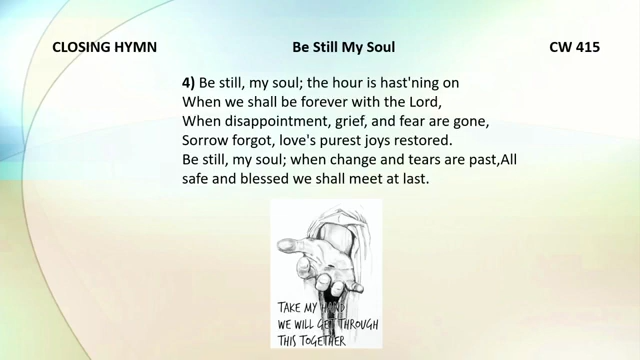 CLOSING HYMN Be Still My Soul CW 415
4) Be still, my soul; the hour is hast'ning on
When we shall be forever with the Lord,
When disappointment, grief, and fear are gone,
Sorrow forgot, love's purest joys restored.
Be still, my soul; when change and tears are past,All
safe and blessed we shall meet at last.
TAKE MY HAND
WE WILL GET THROUGH
THIS TOGETHER